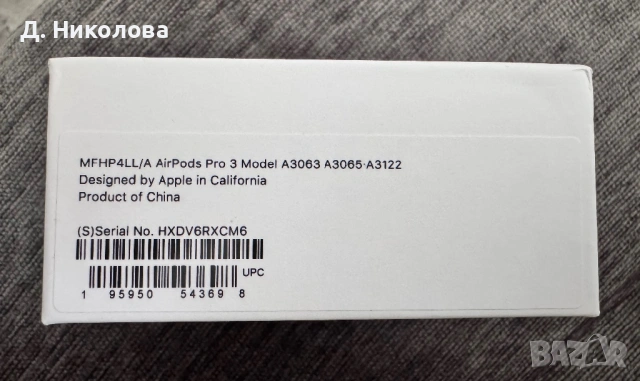 Д. Николова
MFHP4LL/A AirPods Pro 3 Model A3063 A3065 A3122
Designed by Apple in California
Product of China
(S)Serial No. HXDV6RXCM6
UPC
1 95950 54369 8
BAZAR